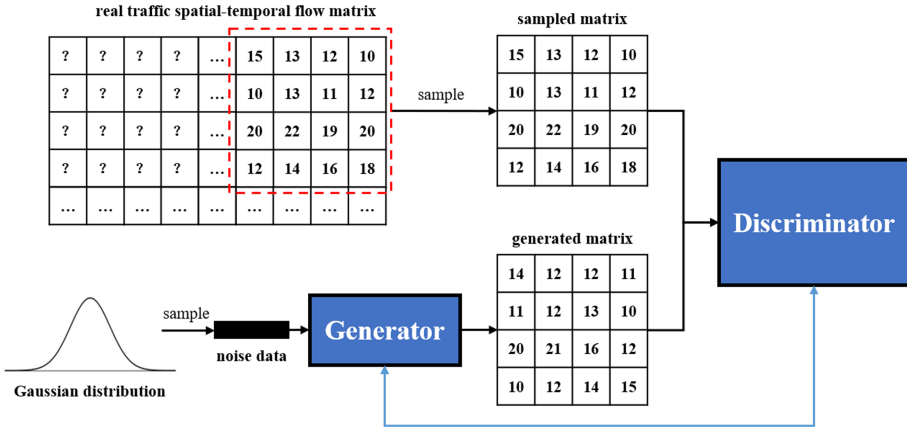 real traffic spatial-temporal flow matrix
? ? ? ? ... 15 13 12 10
? ? ? ? ... 10 13 11 12
? ? ? ? ... 20 22 19 20
? ? ? ? ... 12 14 16 18
... ... ... ... ... ... ... ... ...
sample
sampled matrix
15 13 12 10
10 13 11 12
20 22 19 20
12 14 16 18
Discriminator
generated matrix
14 12 12 11
11 12 13 10
20 21 16 12
10 12 14 15
sample
noise data
Generator
Gaussian distribution